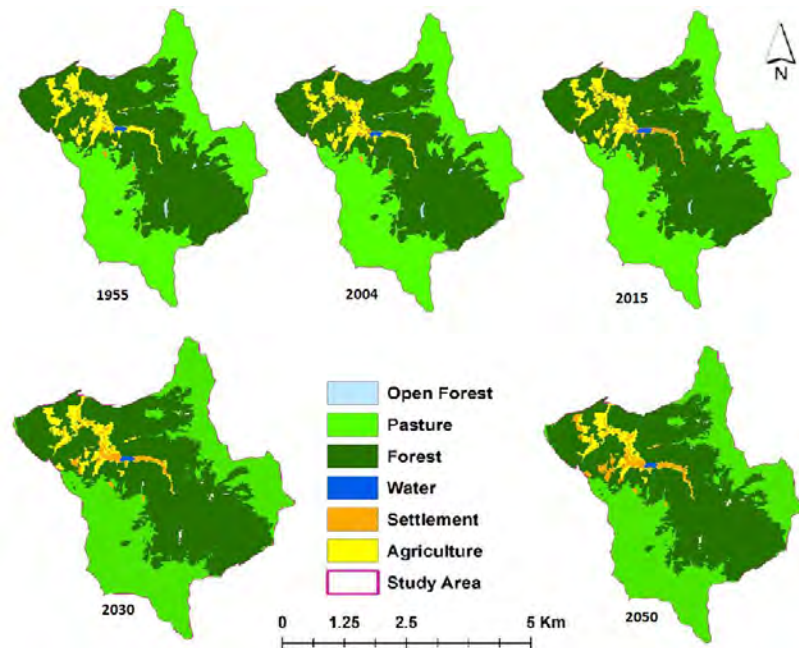 N
1955
2004
2015
Open Forest
Pasture
Forest
Water
Settlement
Agriculture
Study Area
2030
2050
0 1.25 2.5 5 Km